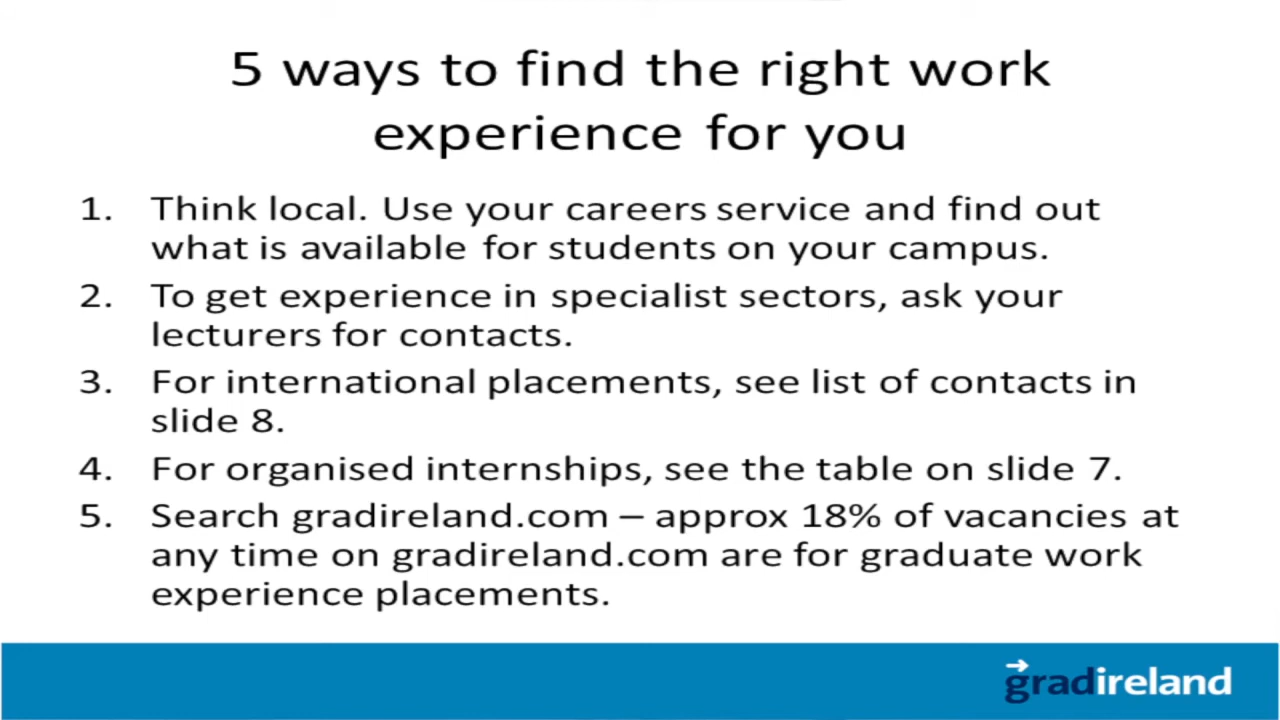 5 ways to find the right work
experience for you
1. Think local. Use your careers service and find out
what is available for students on your campus.
2. To get experience in specialist sectors, ask your
lecturers for contacts.
3. For international placements, see list of contacts in
slide 8.
4. For organised internships, see the table on slide 7.
5. Search gradireland.com – approx 18% of vacancies at
any time on gradireland.com are for graduate work
experience placements.
gradireland